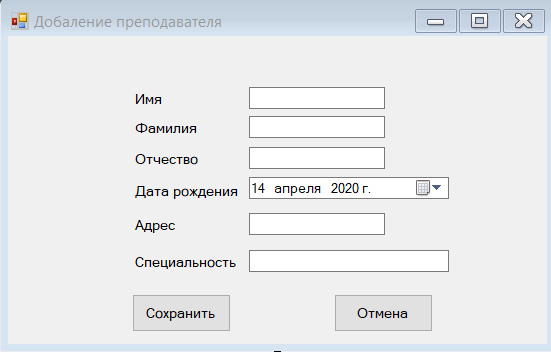 Добаление преподавателя
Имя
Фамилия
Отчество
Дата рождения 14 апреля 2020 г.
Адрес
Специальность
Сохранить Отмена